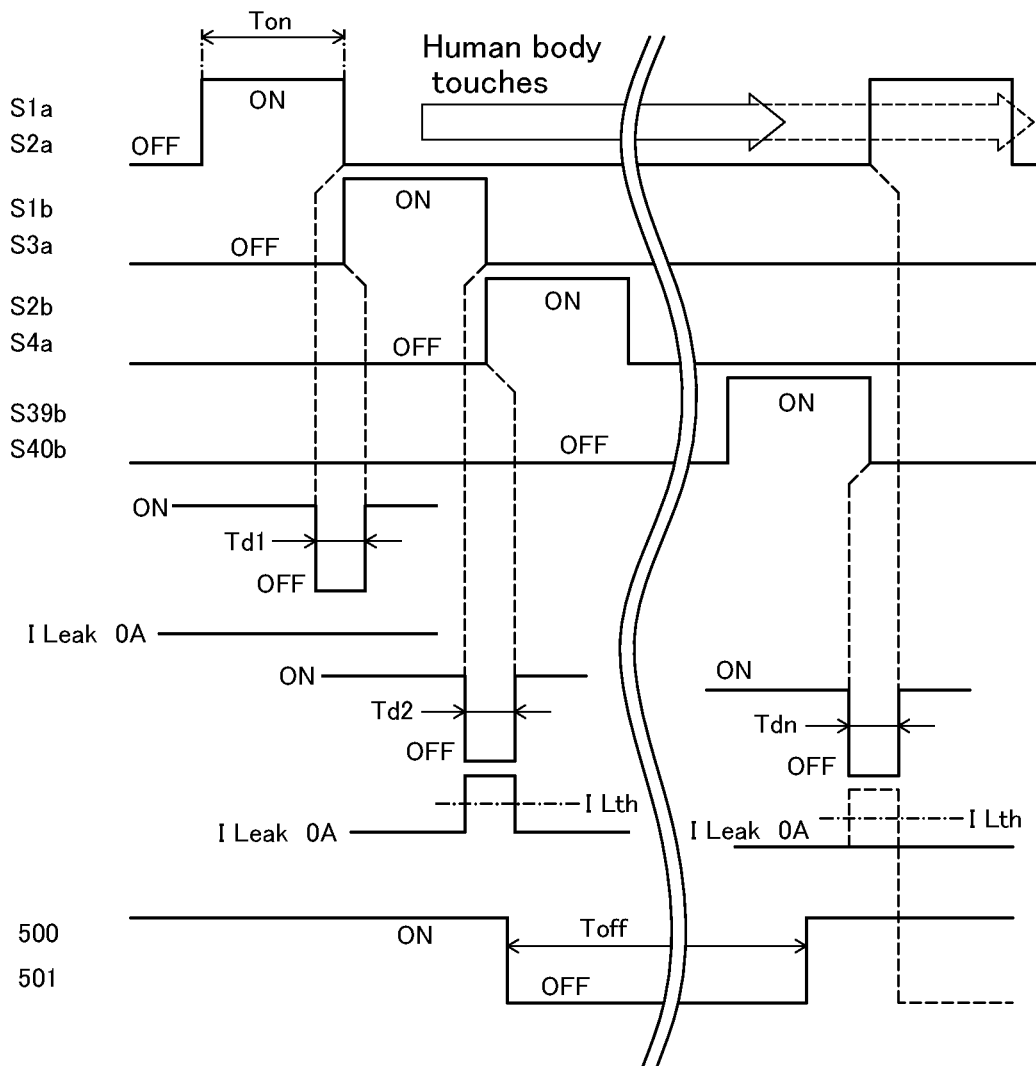 Ton
Human body
touches
S1a
ON
S2a
OFF
S1b
ON
S3a
OFF
S2b
ON
S4a
OFF
S39b
ON
S40b
OFF
ON
Td1
OFF
I Leak 0A
ON
Td2
OFF
I Lth
I Leak 0A
ON
Tdn
OFF
I Lth
I Leak 0A
500
ON
Toff
501
OFF